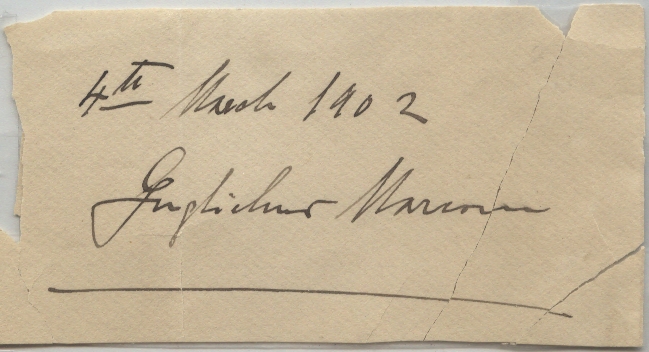 4th March 1902
Guglielmo Marconi